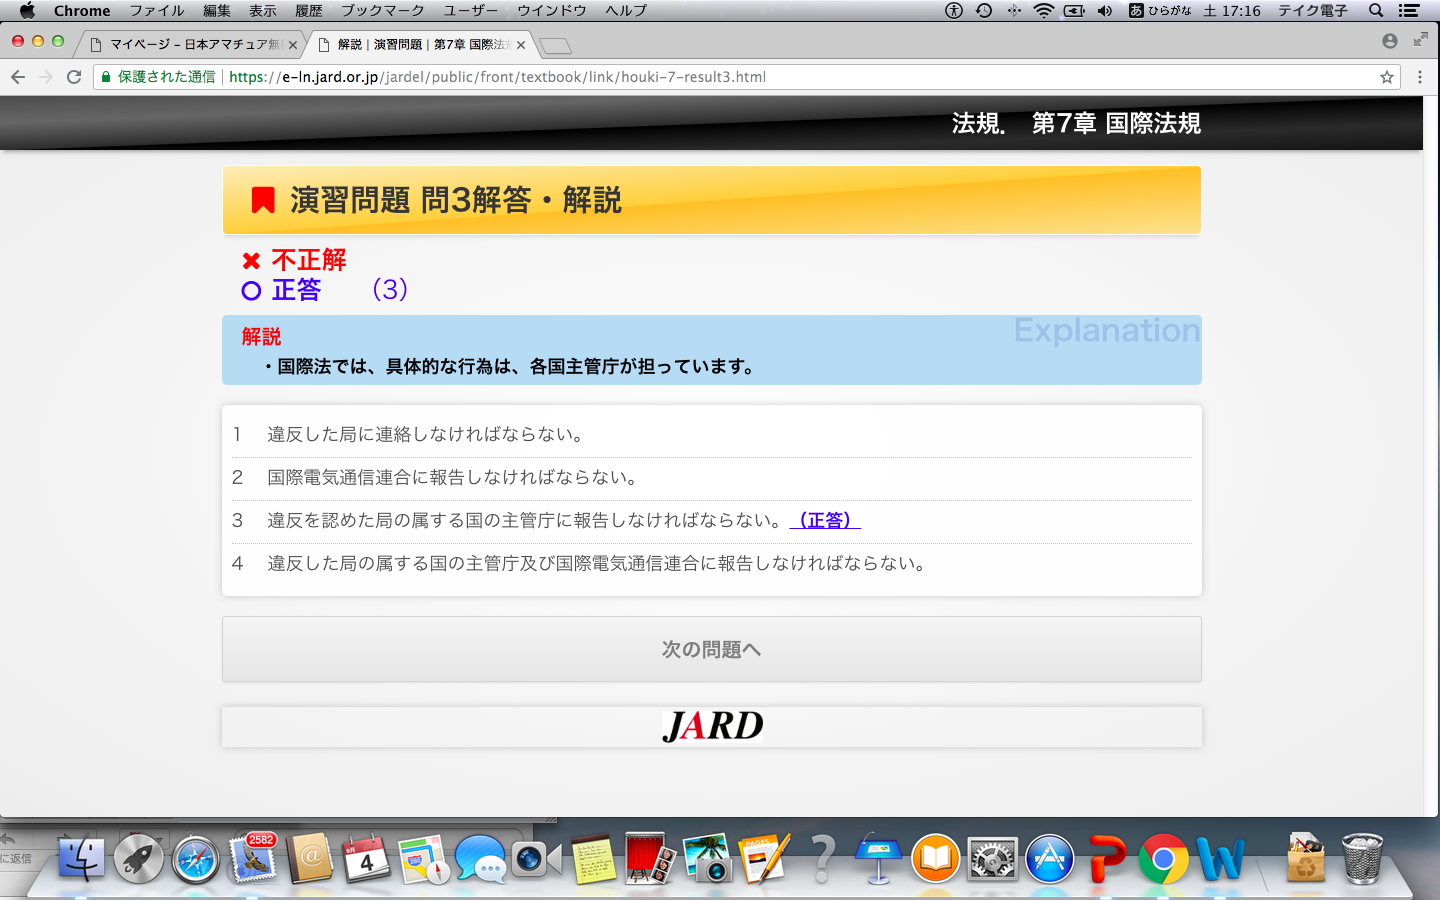 Chrome ファイル 編集 表示 履歴 ブックマーク ユーザー ウインドウ ヘルプ あ ひらがな 土 17:16 テイク電子
マイページ - 日本アマチュア無
解説 | 演習問題 | 第7章 国際法規
保護された通信 https://e-ln.jard.or.jp/jardel/public/front/textbook/link/houki-7-result3.html
法規． 第7章 国際法規
演習問題 問3解答・解説
不正解
正答 （3）
解説
Explanation
・国際法では、具体的な行為は、各国主管庁が担っています。
1 違反した局に連絡しなければならない。
2 国際電気通信連合に報告しなければならない。
3 違反を認めた局の属する国の主管庁に報告しなければならない。（正答）
4 違反した局の属する国の主管庁及び国際電気通信連合に報告しなければならない。
次の問題へ
JARD
に返信
2582
@
4
280
PAGES
?